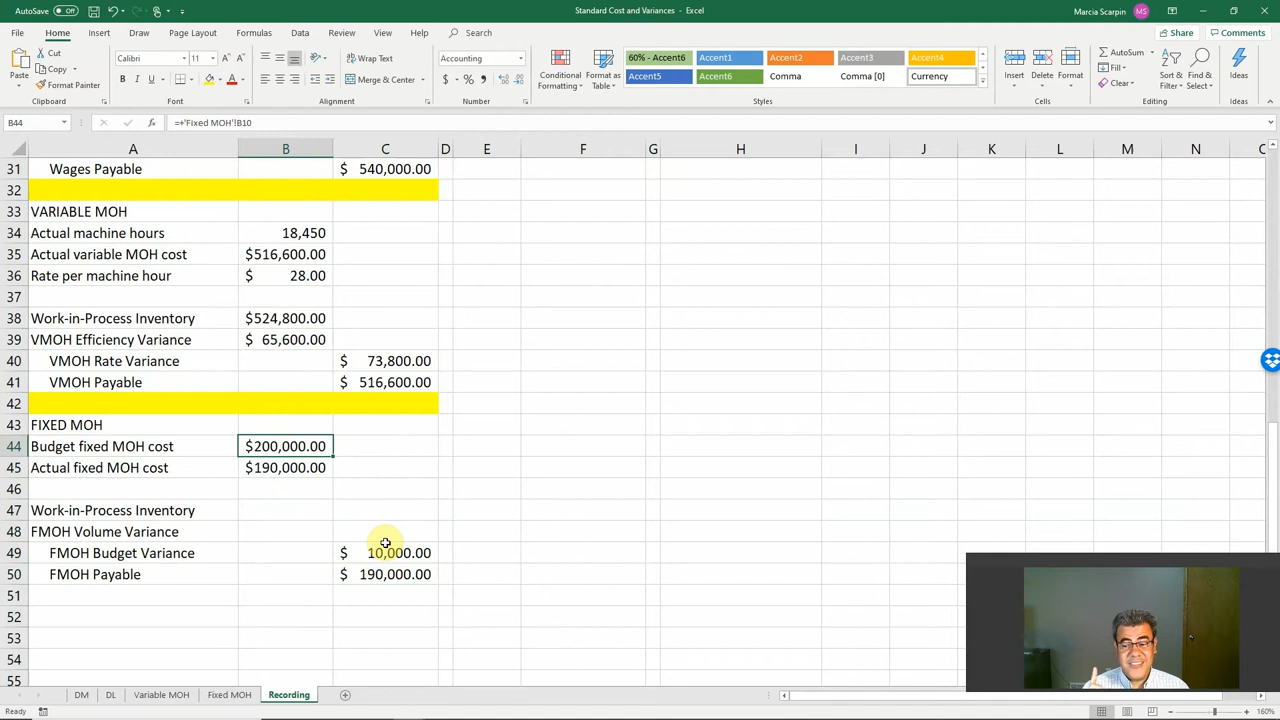 AutoSave Off Standard Cost and Variances - Excel Marcia Scarpin MS
File Home Insert Draw Page Layout Formulas Data Review View Help Search Share Comments
Paste Cut Copy Format Painter
Calibri 11 Wrap Text Accounting
B I U A Merge & Center $ % 9
Conditional Formatting Format as Table
60% - Accent6 Accent1 Accent2 Accent3 Accent4
Accent5 Accent6 Comma Comma [0] Currency
Insert Delete Format AutoSum Fill Clear Sort & Filter Find & Select Ideas
Clipboard Font Alignment Number Styles Cells Editing Ideas
B44 fx =+'Fixed MOH'!B10
A B C D E F G H I J K L M N
31 Wages Payable $ 540,000.00
32
33 VARIABLE MOH
34 Actual machine hours 18,450
35 Actual variable MOH cost $516,600.00
36 Rate per machine hour $ 28.00
37
38 Work-in-Process Inventory $524,800.00
39 VMOH Efficiency Variance $ 65,600.00
40 VMOH Rate Variance $ 73,800.00
41 VMOH Payable $ 516,600.00
42
43 FIXED MOH
44 Budget fixed MOH cost $200,000.00
45 Actual fixed MOH cost $190,000.00
46
47 Work-in-Process Inventory
48 FMOH Volume Variance
49 FMOH Budget Variance $ 10,000.00
50 FMOH Payable $ 190,000.00
51
52
53
54
55
DM DL Variable MOH Fixed MOH Recording
Ready 160%